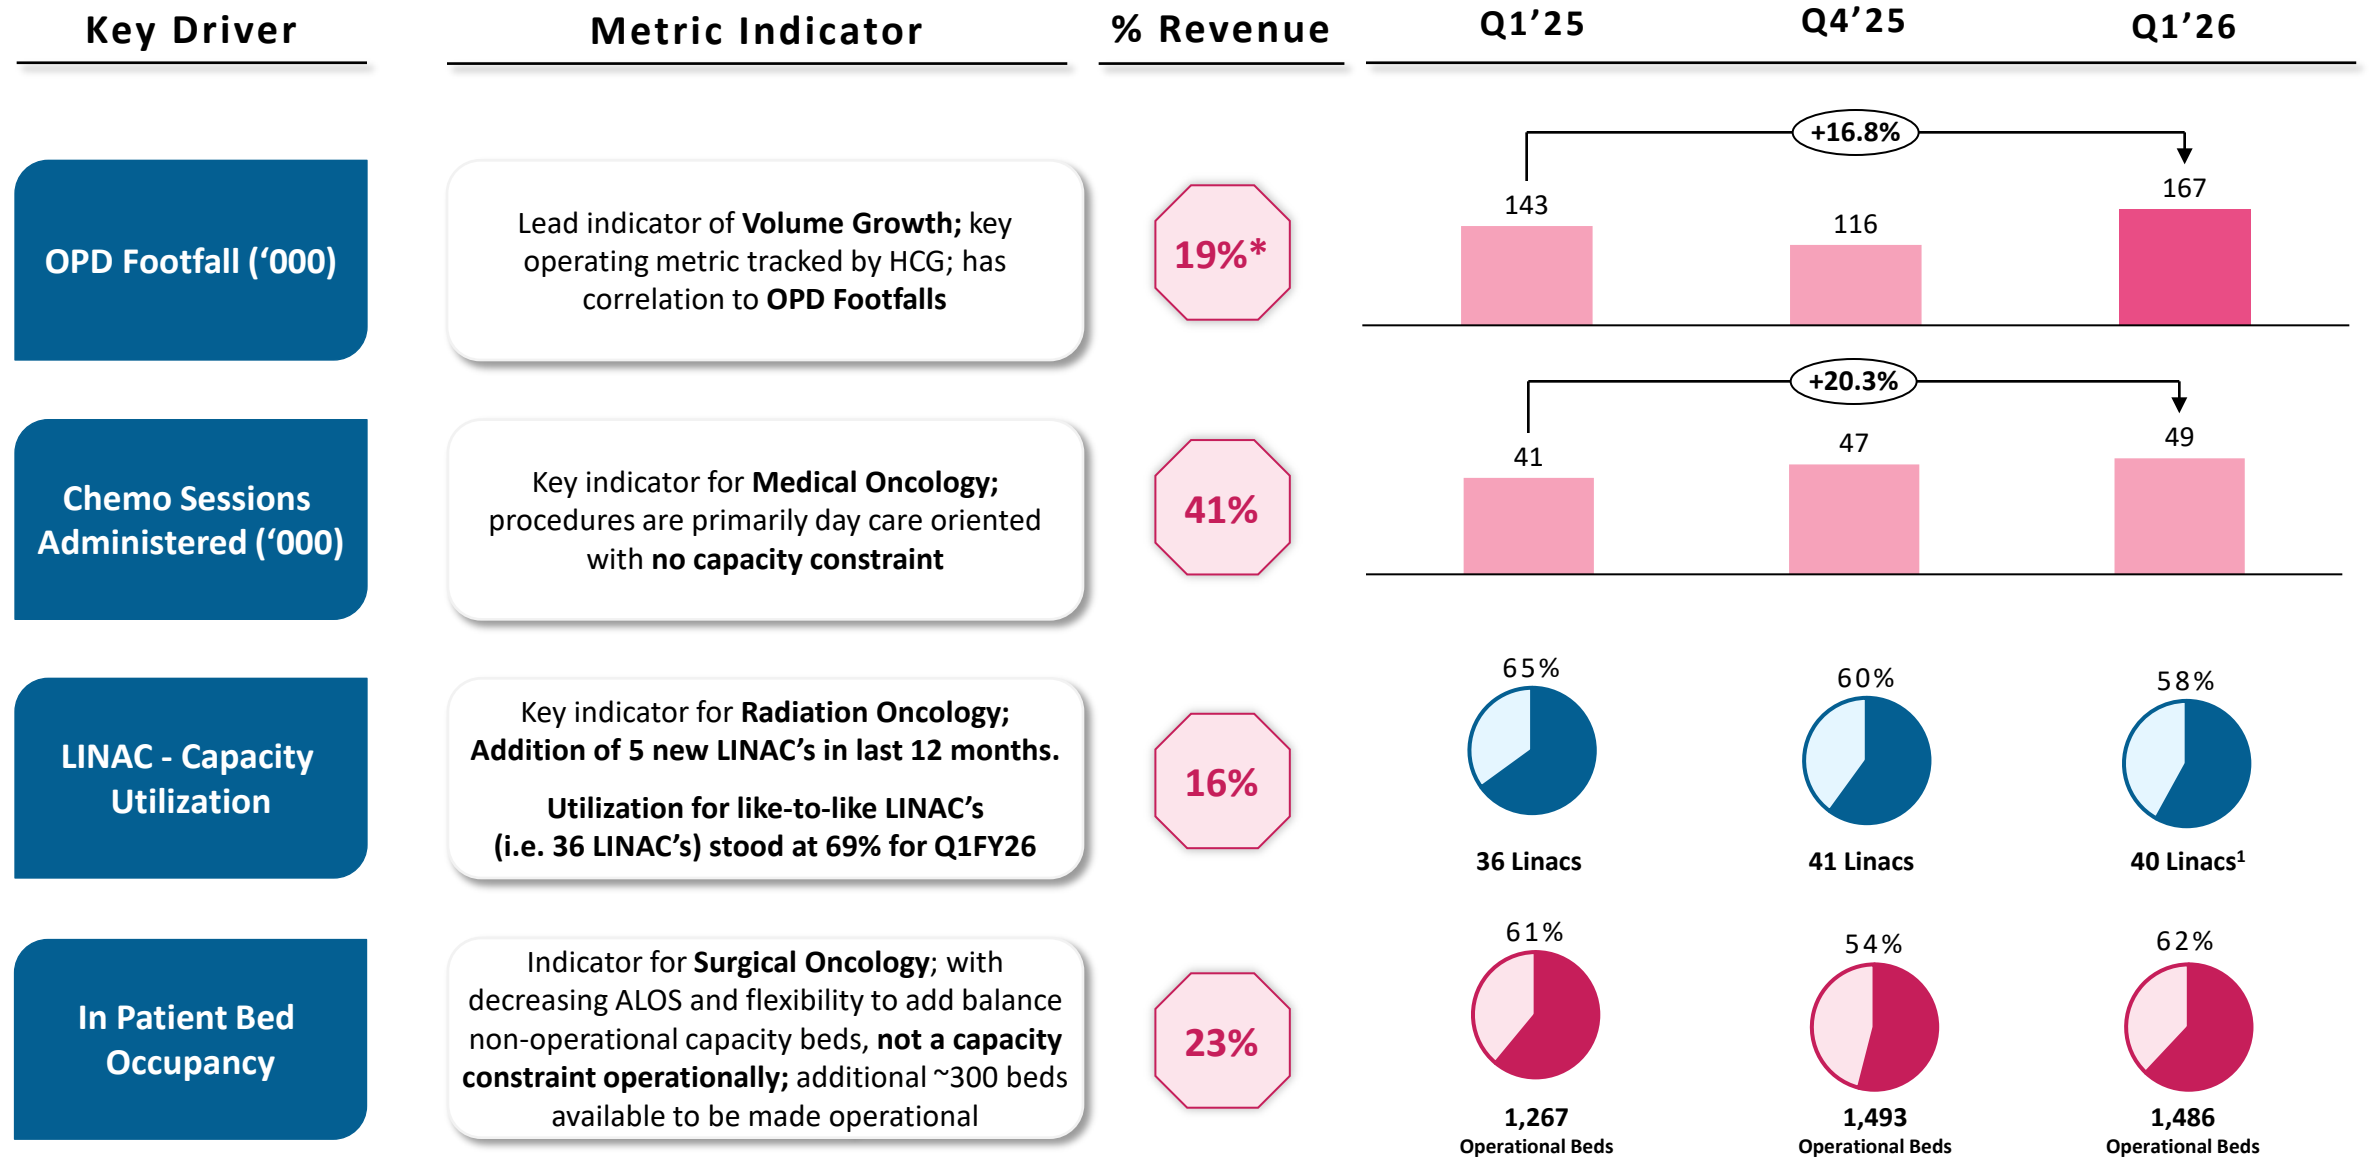 Key Driver
Metric Indicator
% Revenue
Q1’25
Q4’25
Q1’26
OPD Footfall (‘000)
Lead indicator of Volume Growth; key
operating metric tracked by HCG; has
correlation to OPD Footfalls
19%*
+16.8%
143
116
167
Chemo Sessions
Administered (‘000)
Key indicator for Medical Oncology;
procedures are primarily day care oriented
with no capacity constraint
41%
+20.3%
41
47
49
LINAC - Capacity
Utilization
Key indicator for Radiation Oncology;
Addition of 5 new LINAC’s in last 12 months.
Utilization for like-to-like LINAC’s
(i.e. 36 LINAC’s) stood at 69% for Q1FY26
16%
65%
60%
58%
36 Linacs
41 Linacs
40 Linacs¹
In Patient Bed
Occupancy
Indicator for Surgical Oncology; with
decreasing ALOS and flexibility to add balance
non-operational capacity beds, not a capacity
constraint operationally; additional ~300 beds
available to be made operational
23%
61%
54%
62%
1,267
Operational Beds
1,493
Operational Beds
1,486
Operational Beds